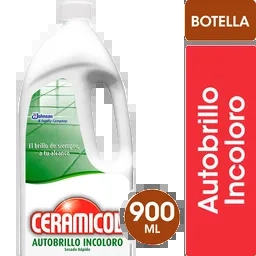 BOTELLA
Johnson
A Family Company
El brillo de siempre,
a tu alcance
CERAMICOL
AUTOBRILLO INCOLORO
Secado Rápido
900
ML
Autobrillo
Incoloro